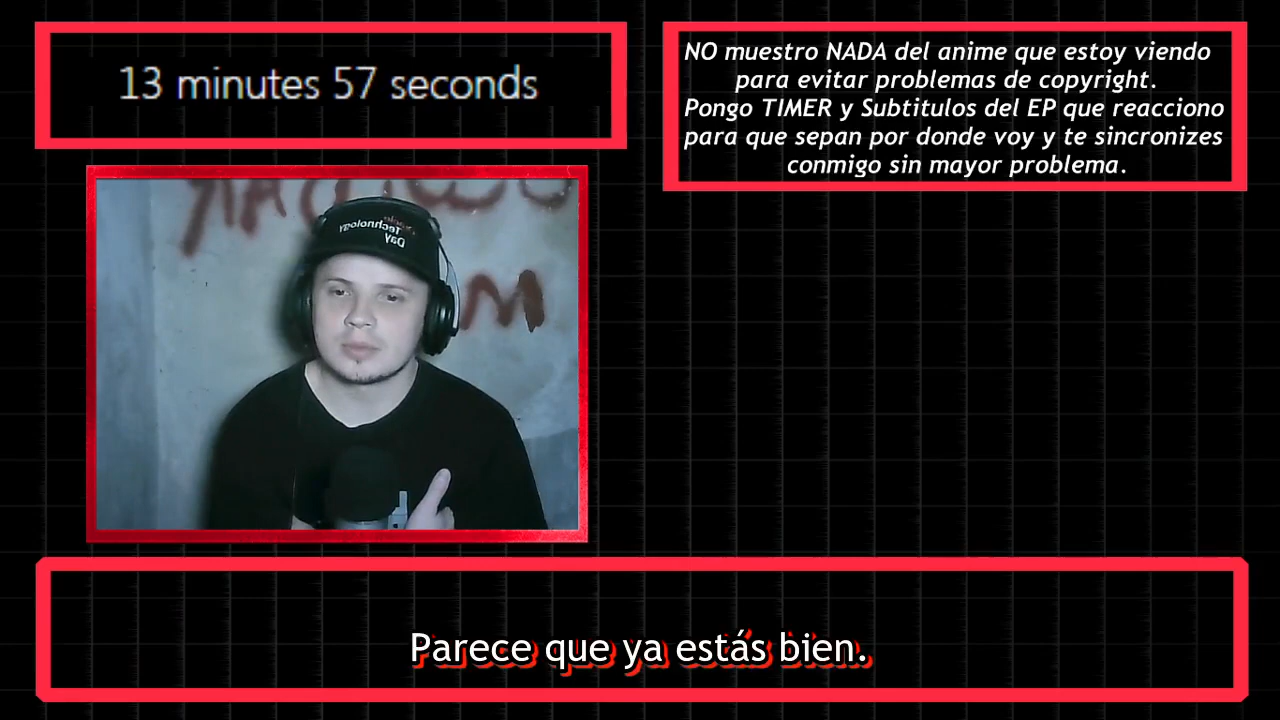 13 minutes 57 seconds
NO muestro NADA del anime que estoy viendo
para evitar problemas de copyright.
Pongo TIMER y Subtitulos del EP que reacciono
para que sepan por donde voy y te sincronizes
conmigo sin mayor problema.
Technology
Day
Parece que ya estás bien.